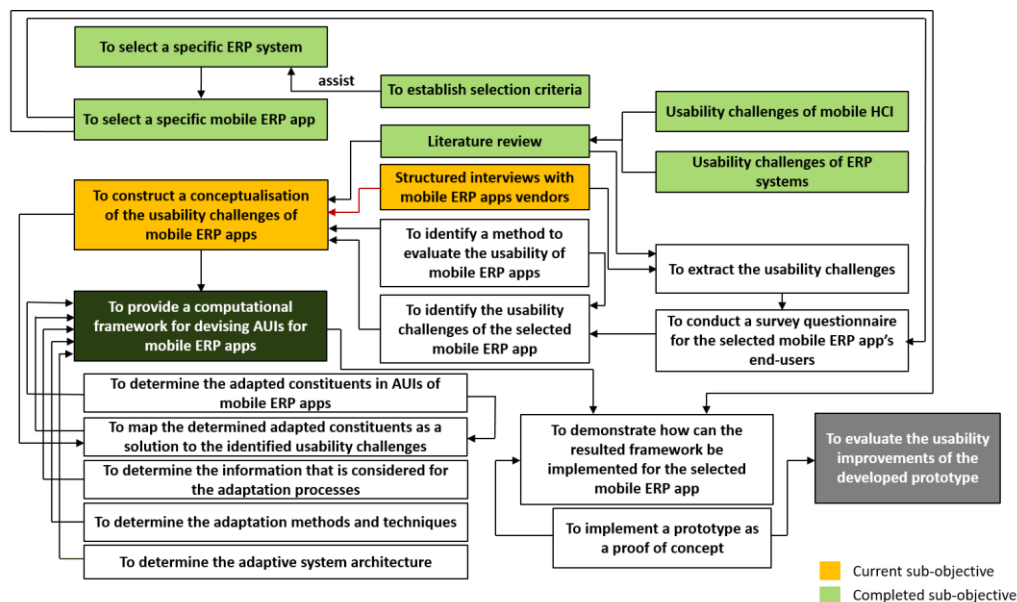 To select a specific ERP system
assist
To establish selection criteria
To select a specific mobile ERP app
Usability challenges of mobile HCI
Literature review
Usability challenges of ERP
systems
Structured interviews with
mobile ERP apps vendors
To construct a conceptualisation
of the usability challenges of
mobile ERP apps
To identify a method to
evaluate the usability of
mobile ERP apps
To extract the usability challenges
To provide a computational
framework for devising AUIs for
mobile ERP apps
To identify the usability
challenges of the selected
mobile ERP app
To conduct a survey questionnaire
for the selected mobile ERP app's
end-users
To determine the adapted constituents in AUIs of
mobile ERP apps
To map the determined adapted constituents as a
solution to the identified usability challenges
To determine the information that is considered for
the adaptation processes
To determine the adaptation methods and techniques
To determine the adaptive system architecture
To demonstrate how can the
resulted framework be
implemented for the selected
mobile ERP app
To implement a prototype as
a proof of concept
To evaluate the usability
improvements of the
developed prototype
Current sub-objective
Completed sub-objective